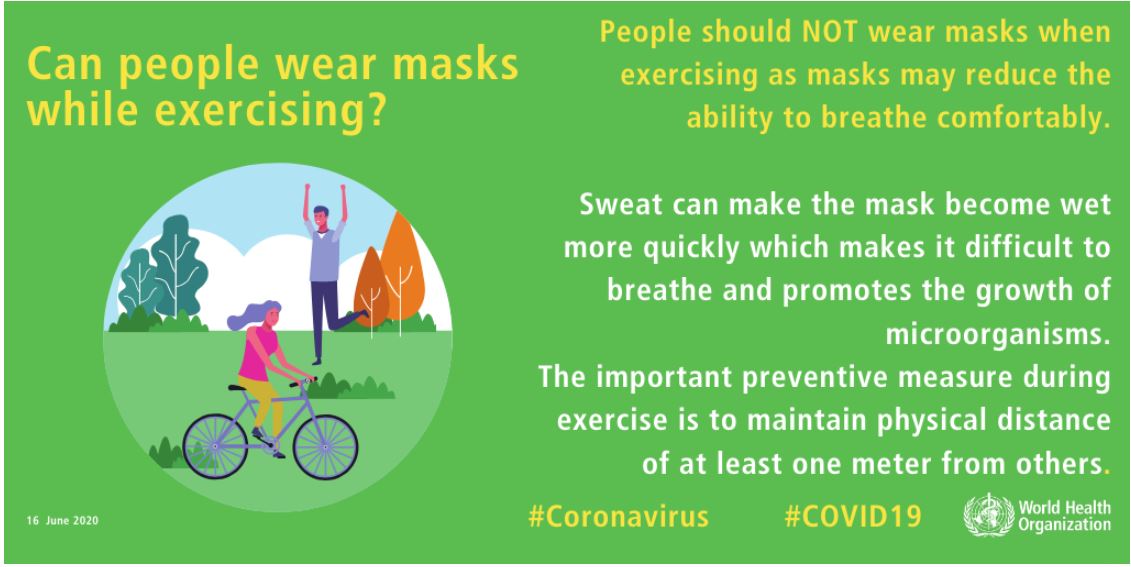 Can people wear masks
while exercising?
People should NOT wear masks when
exercising as masks may reduce the
ability to breathe comfortably.
Sweat can make the mask become wet
more quickly which makes it difficult to
breathe and promotes the growth of
microorganisms.
The important preventive measure during
exercise is to maintain physical distance
of at least one meter from others.
16 June 2020
#Coronavirus #COVID19
World Health
Organization